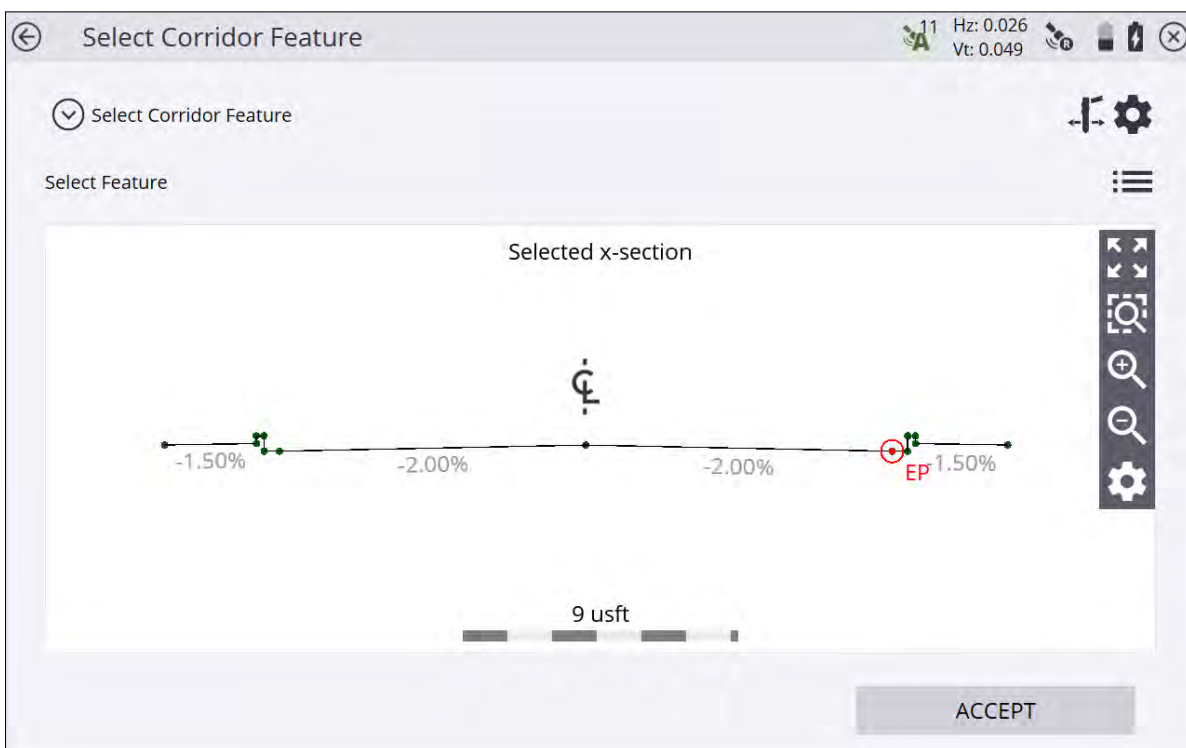 Select Corridor Feature
11
Hz: 0.026
Vt: 0.049
R
Select Corridor Feature
Select Feature
Selected x-section
℄
-1.50%
-2.00%
-2.00%
EP
-1.50%
9 usft
ACCEPT